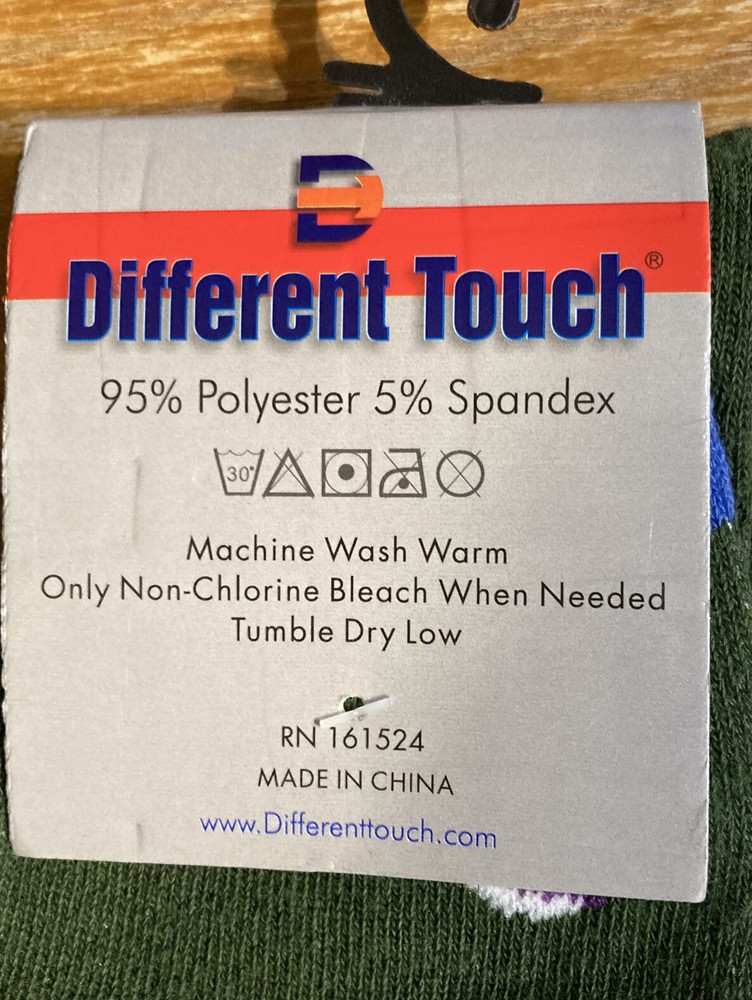 D
Different Touch®
95% Polyester 5% Spandex
30°
Machine Wash Warm
Only Non-Chlorine Bleach When Needed
Tumble Dry Low
RN 161524
MADE IN CHINA
www.Differenttouch.com